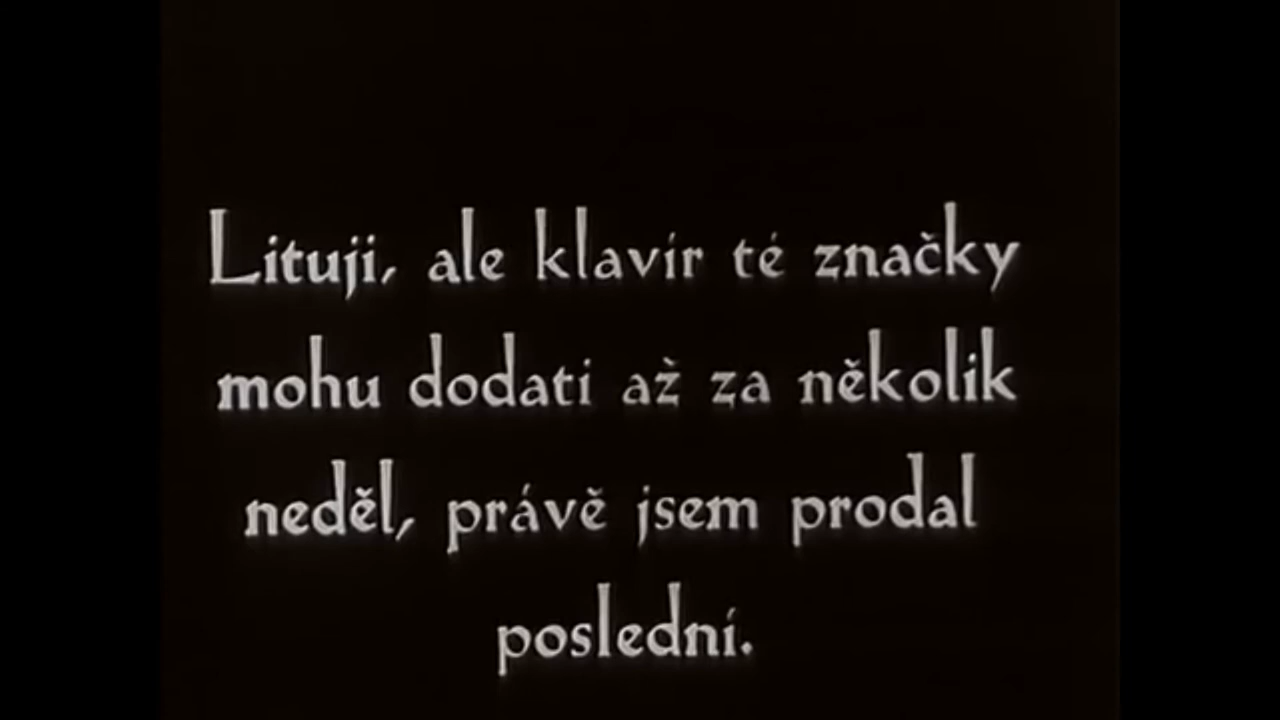 Lituji, ale klavír té značky
mohu dodati až za několik
neděl, právě jsem prodal
poslední.